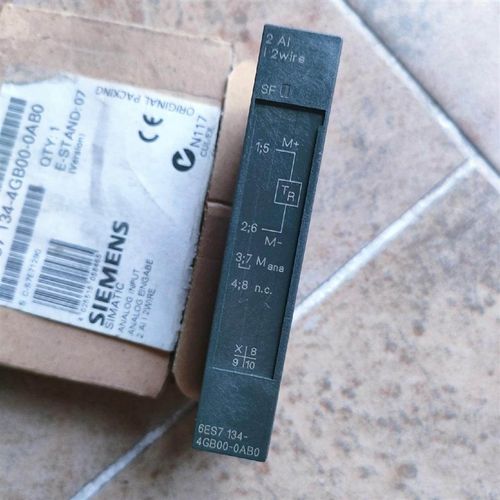 2 AI
I 2wire
SF
1;5 M+
TR
2;6
M-
3;7 Mana
4;8 n.c.
X 8
9 10
6ES7 134-
4GB00-0AB0
ORIGINAL PACKING
N117
134-4GB00-0AB0
QTY. 1
E-STAND-07
(Version)
SIEMENS
SIMATIC
ANALOG INPUT
ANALOG EINGABE
2 AI I 2WIRE